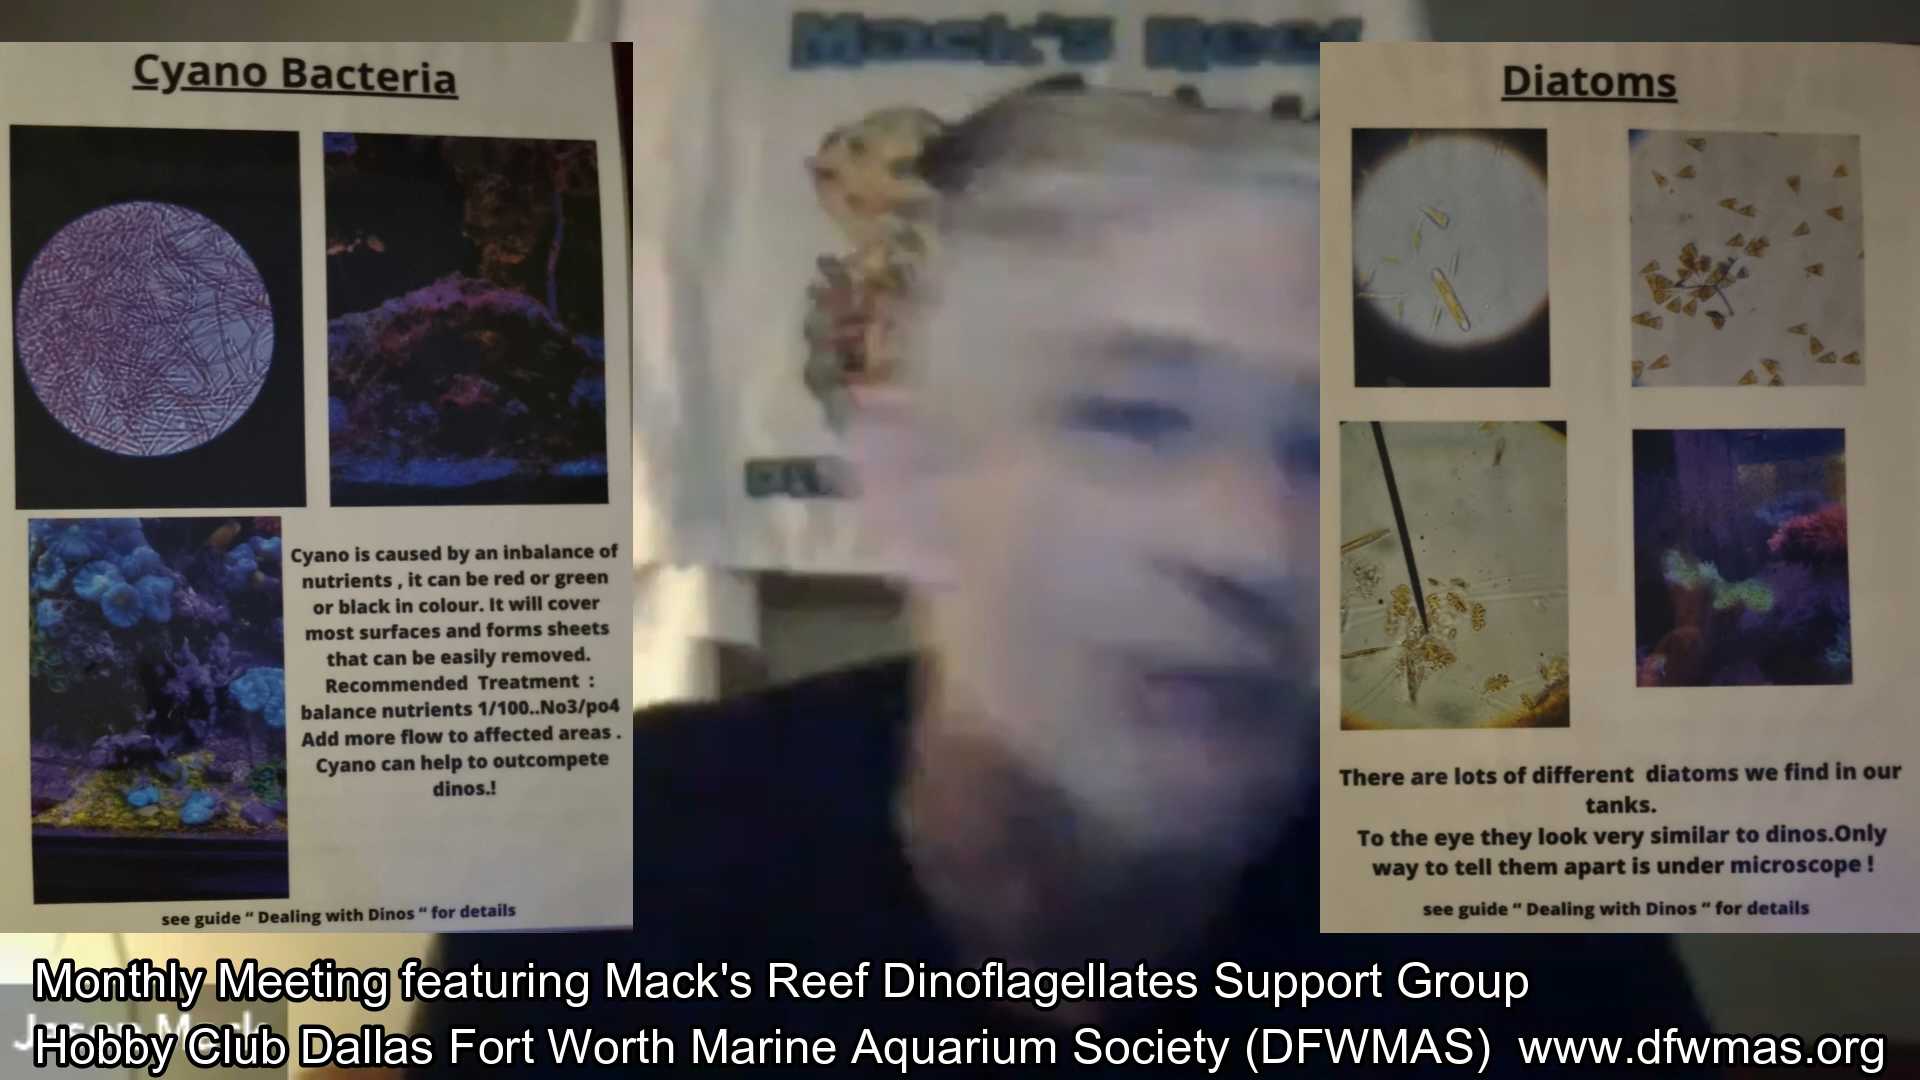 Mack's Reef
Cyano Bacteria
Cyano is caused by an inbalance of
nutrients , it can be red or green
or black in colour. It will cover
most surfaces and forms sheets
that can be easily removed.
Recommended Treatment :
balance nutrients 1/100..No3/po4
Add more flow to affected areas .
Cyano can help to outcompete
dinos.!
see guide “ Dealing with Dinos “ for details
Diatoms
There are lots of different diatoms we find in our
tanks.
To the eye they look very similar to dinos.Only
way to tell them apart is under microscope !
see guide “ Dealing with Dinos “ for details
Monthly Meeting featuring Mack's Reef Dinoflagellates Support Group
Hobby Club Dallas Fort Worth Marine Aquarium Society (DFWMAS) www.dfwmas.org